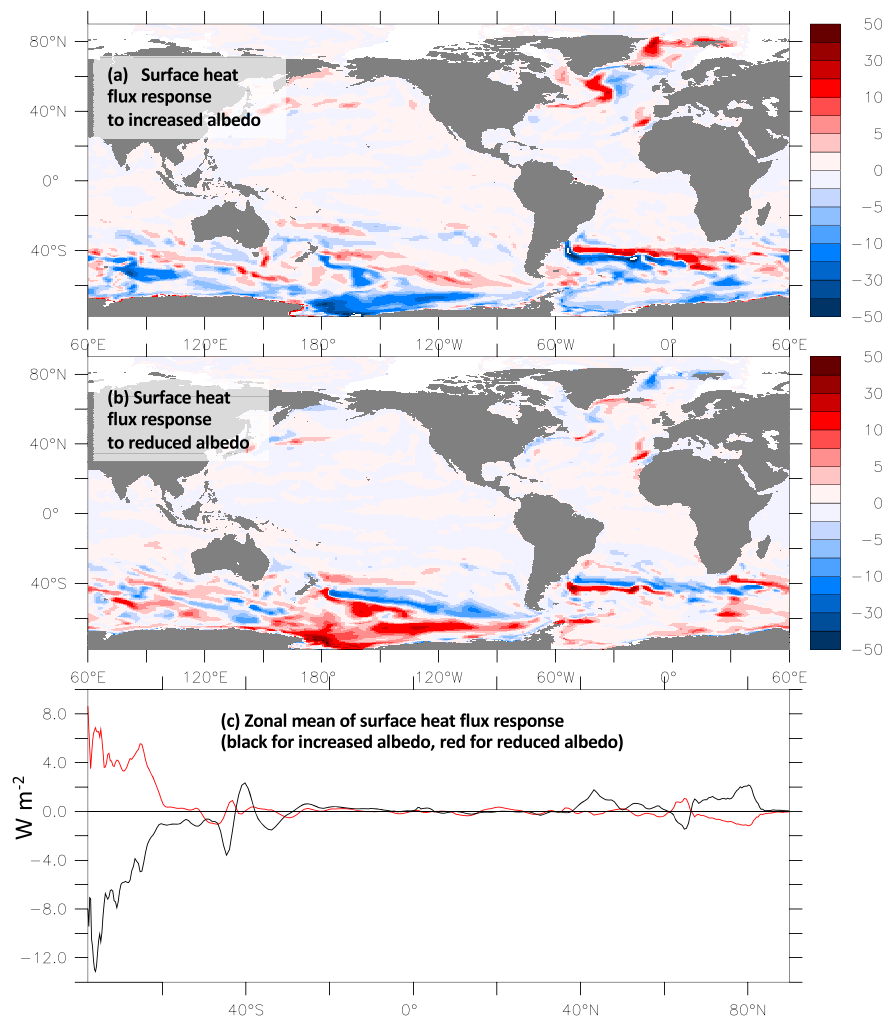 80°N
40°N
0°
40°S
(a) Surface heat
flux response
to increased albedo
50
30
10
5
0
−5
−10
−30
−50
60°E 120°E 180° 120°W 60°W 0° 60°E
80°N
40°N
0°
40°S
(b) Surface heat
flux response
to reduced albedo
50
30
10
5
0
−5
−10
−30
−50
60°E 120°E 180° 120°W 60°W 0° 60°E
(c) Zonal mean of surface heat flux response
(black for increased albedo, red for reduced albedo)
W m⁻²
8.0
4.0
0.0
−4.0
−8.0
−12.0
40°S 0° 40°N 80°N